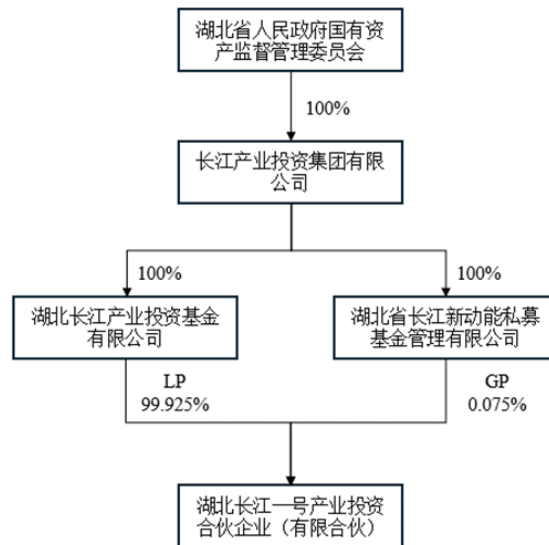 湖北省人民政府国有资
产监督管理委员会
100%
长江产业投资集团有限
公司
100%
100%
湖北长江产业投资基金
有限公司
湖北省长江新动能私募
基金管理有限公司
LP
99.925%
GP
0.075%
湖北长江一号产业投资
合伙企业（有限合伙）